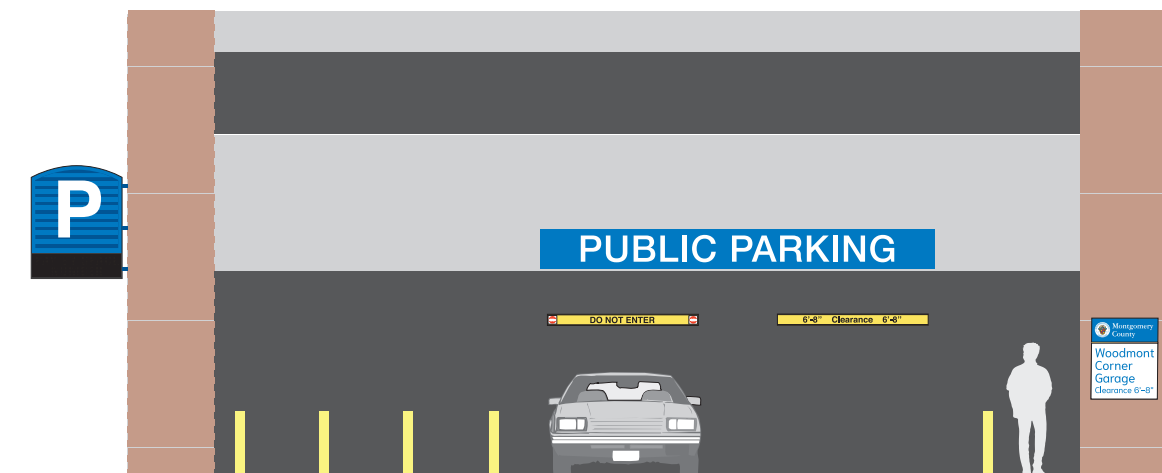 P
PUBLIC PARKING
DO NOT ENTER
6'-8" Clearance 6'-8"
Montgomery
County
Woodmont
Corner
Garage
Clearance 6'-8"